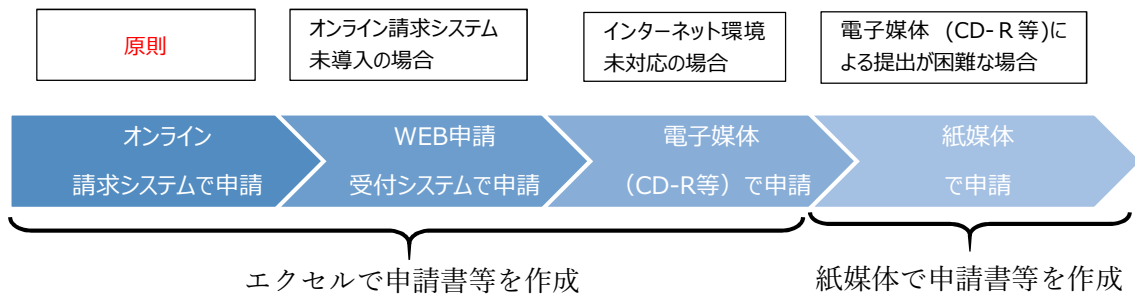 原則
オンライン請求システム
未導入の場合
インターネット環境
未対応の場合
電子媒体 (CD-R等)に
よる提出が困難な場合
オンライン
請求システムで申請
WEB申請
受付システムで申請
電子媒体
（CD-R等）で申請
紙媒体
で申請
エクセルで申請書等を作成
紙媒体で申請書等を作成